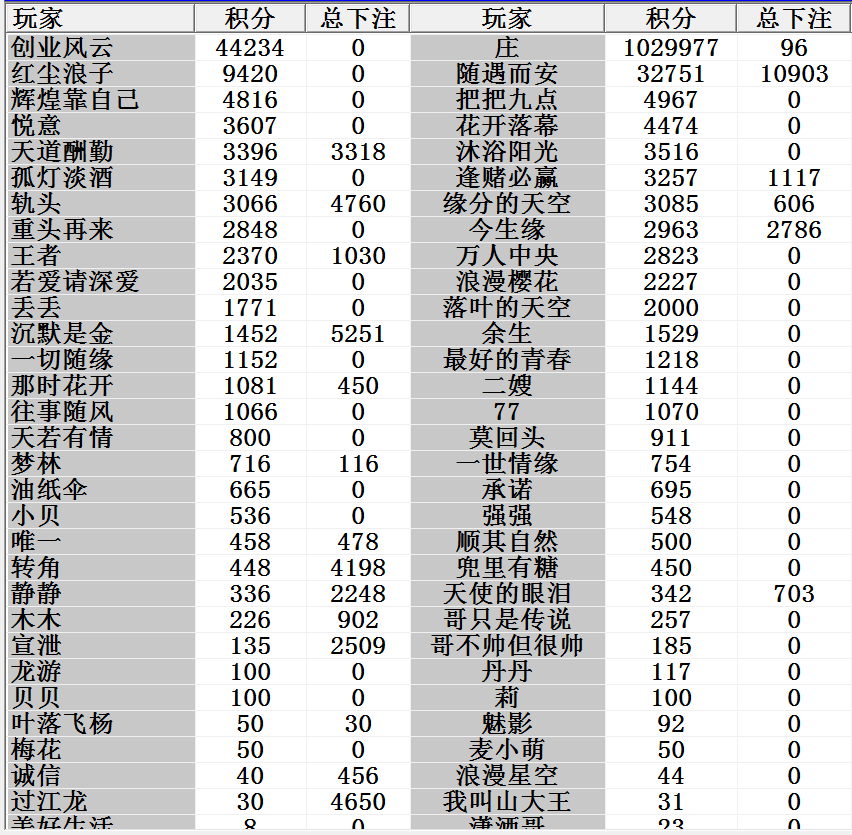 玩家 积分 总下注 玩家 积分 总下注
创业风云 44234 0 庄 1029977 96
红尘浪子 9420 0 随遇而安 32751 10903
辉煌靠自己 4816 0 把把九点 4967 0
悦意 3607 0 花开落幕 4474 0
天道酬勤 3396 3318 沐浴阳光 3516 0
孤灯淡酒 3149 0 逢赌必赢 3257 1117
轨头 3066 4760 缘分的天空 3085 606
重头再来 2848 0 今生缘 2963 2786
王者 2370 1030 万人中央 2823 0
若爱请深爱 2035 0 浪漫樱花 2227 0
丢丢 1771 0 落叶的天空 2000 0
沉默是金 1452 5251 余生 1529 0
一切随缘 1152 0 最好的青春 1218 0
那时花开 1081 450 二嫂 1144 0
往事随风 1066 0 77 1070 0
天若有情 800 0 莫回头 911 0
梦林 716 116 一世情缘 754 0
油纸伞 665 0 承诺 695 0
小贝 536 0 强强 548 0
唯一 458 478 顺其自然 500 0
转角 448 4198 兜里有糖 450 0
静静 336 2248 天使的眼泪 342 703
木木 226 902 哥只是传说 257 0
宣泄 135 2509 哥不帅但很帅 185 0
龙游 100 0 丹丹 117 0
贝贝 100 0 莉 100 0
叶落飞杨 50 30 魅影 92 0
梅花 50 0 麦小萌 50 0
诚信 40 456 浪漫星空 44 0
过江龙 30 4650 我叫山大王 31 0
美好生活 8 0 潇洒哥 23 0